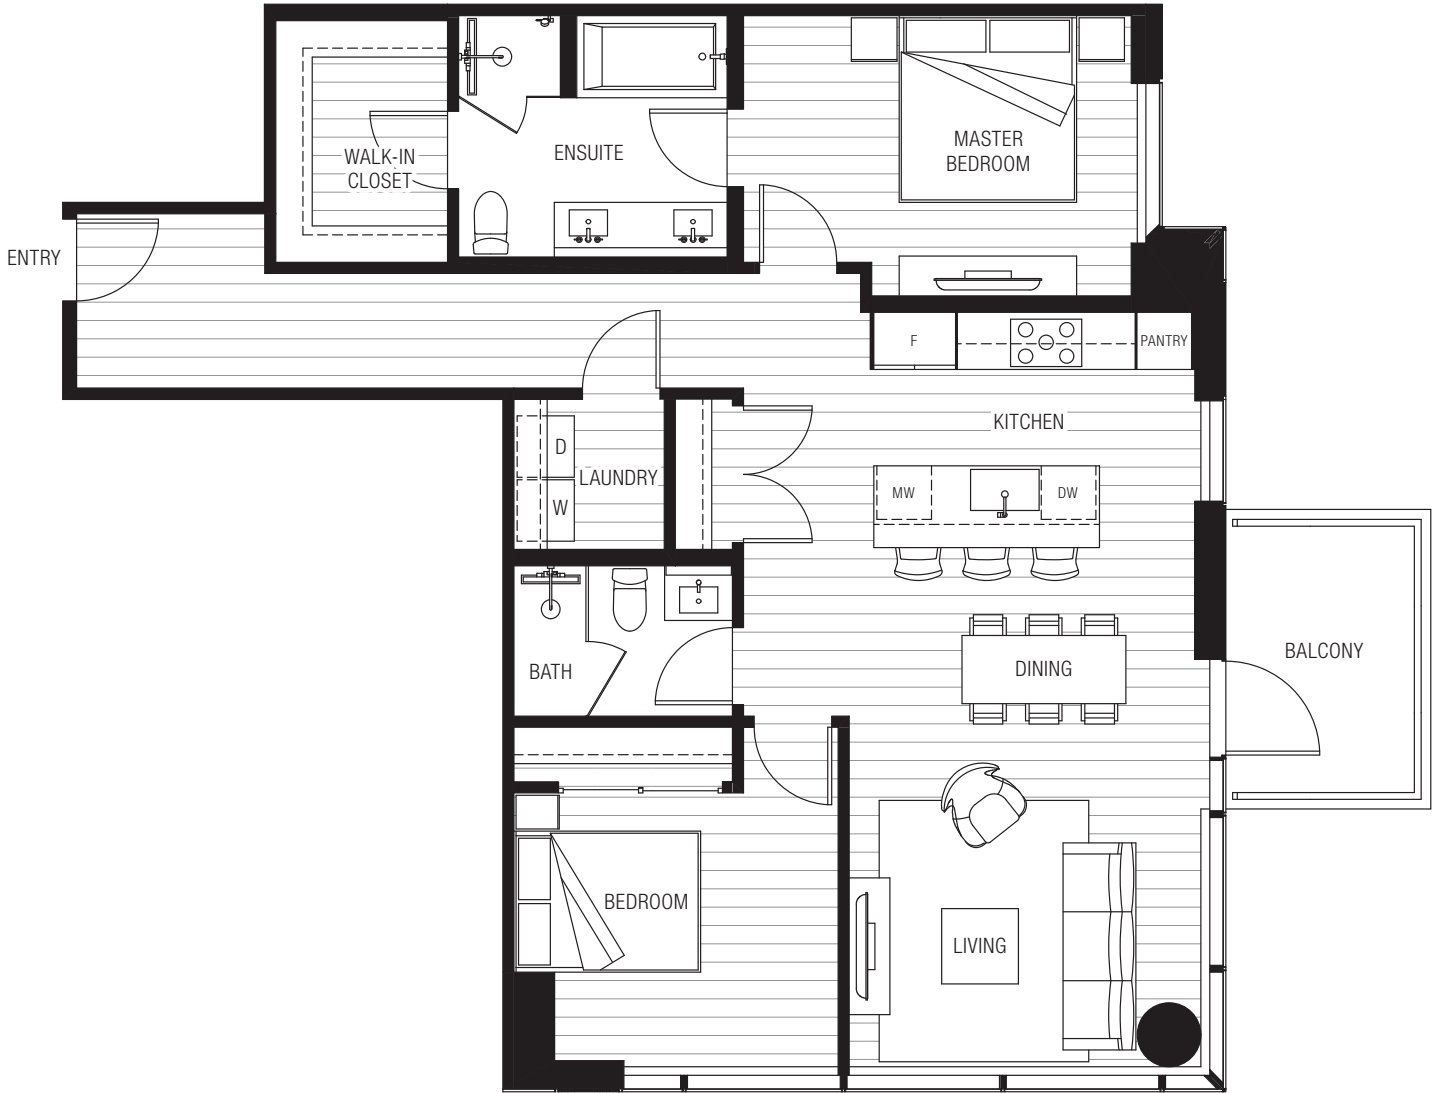 MASTER
BEDROOM
ENSUITE
WALK-IN
CLOSET
ENTRY
F
PANTRY
KITCHEN
D
LAUNDRY
W
MW
DW
BALCONY
DINING
BATH
BEDROOM
LIVING